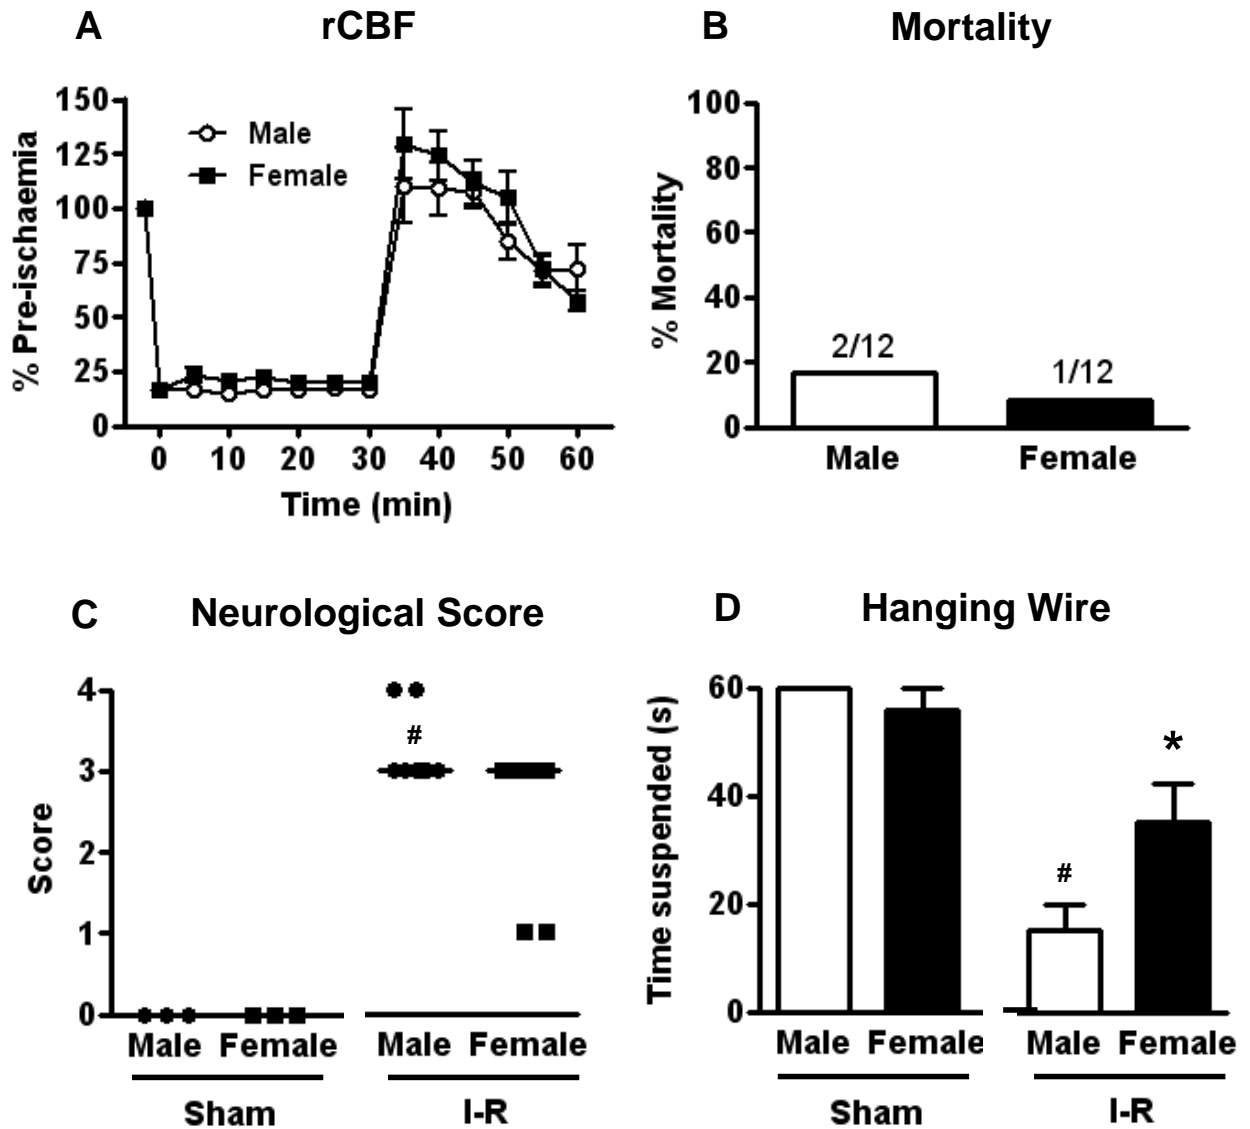 A rCBF
150
125
100
75
50
25
0
% Pre-ischaemia
Male
Female
0 10 20 30 40 50 60
Time (min)
B Mortality
100
80
60
40
20
0
% Mortality
2/12
1/12
Male Female
C Neurological Score
4
3
2
1
0
Score
#
Male Female Male Female
Sham I-R
D Hanging Wire
60
40
20
0
Time suspended (s)
*
#
Male Female Male Female
Sham I-R